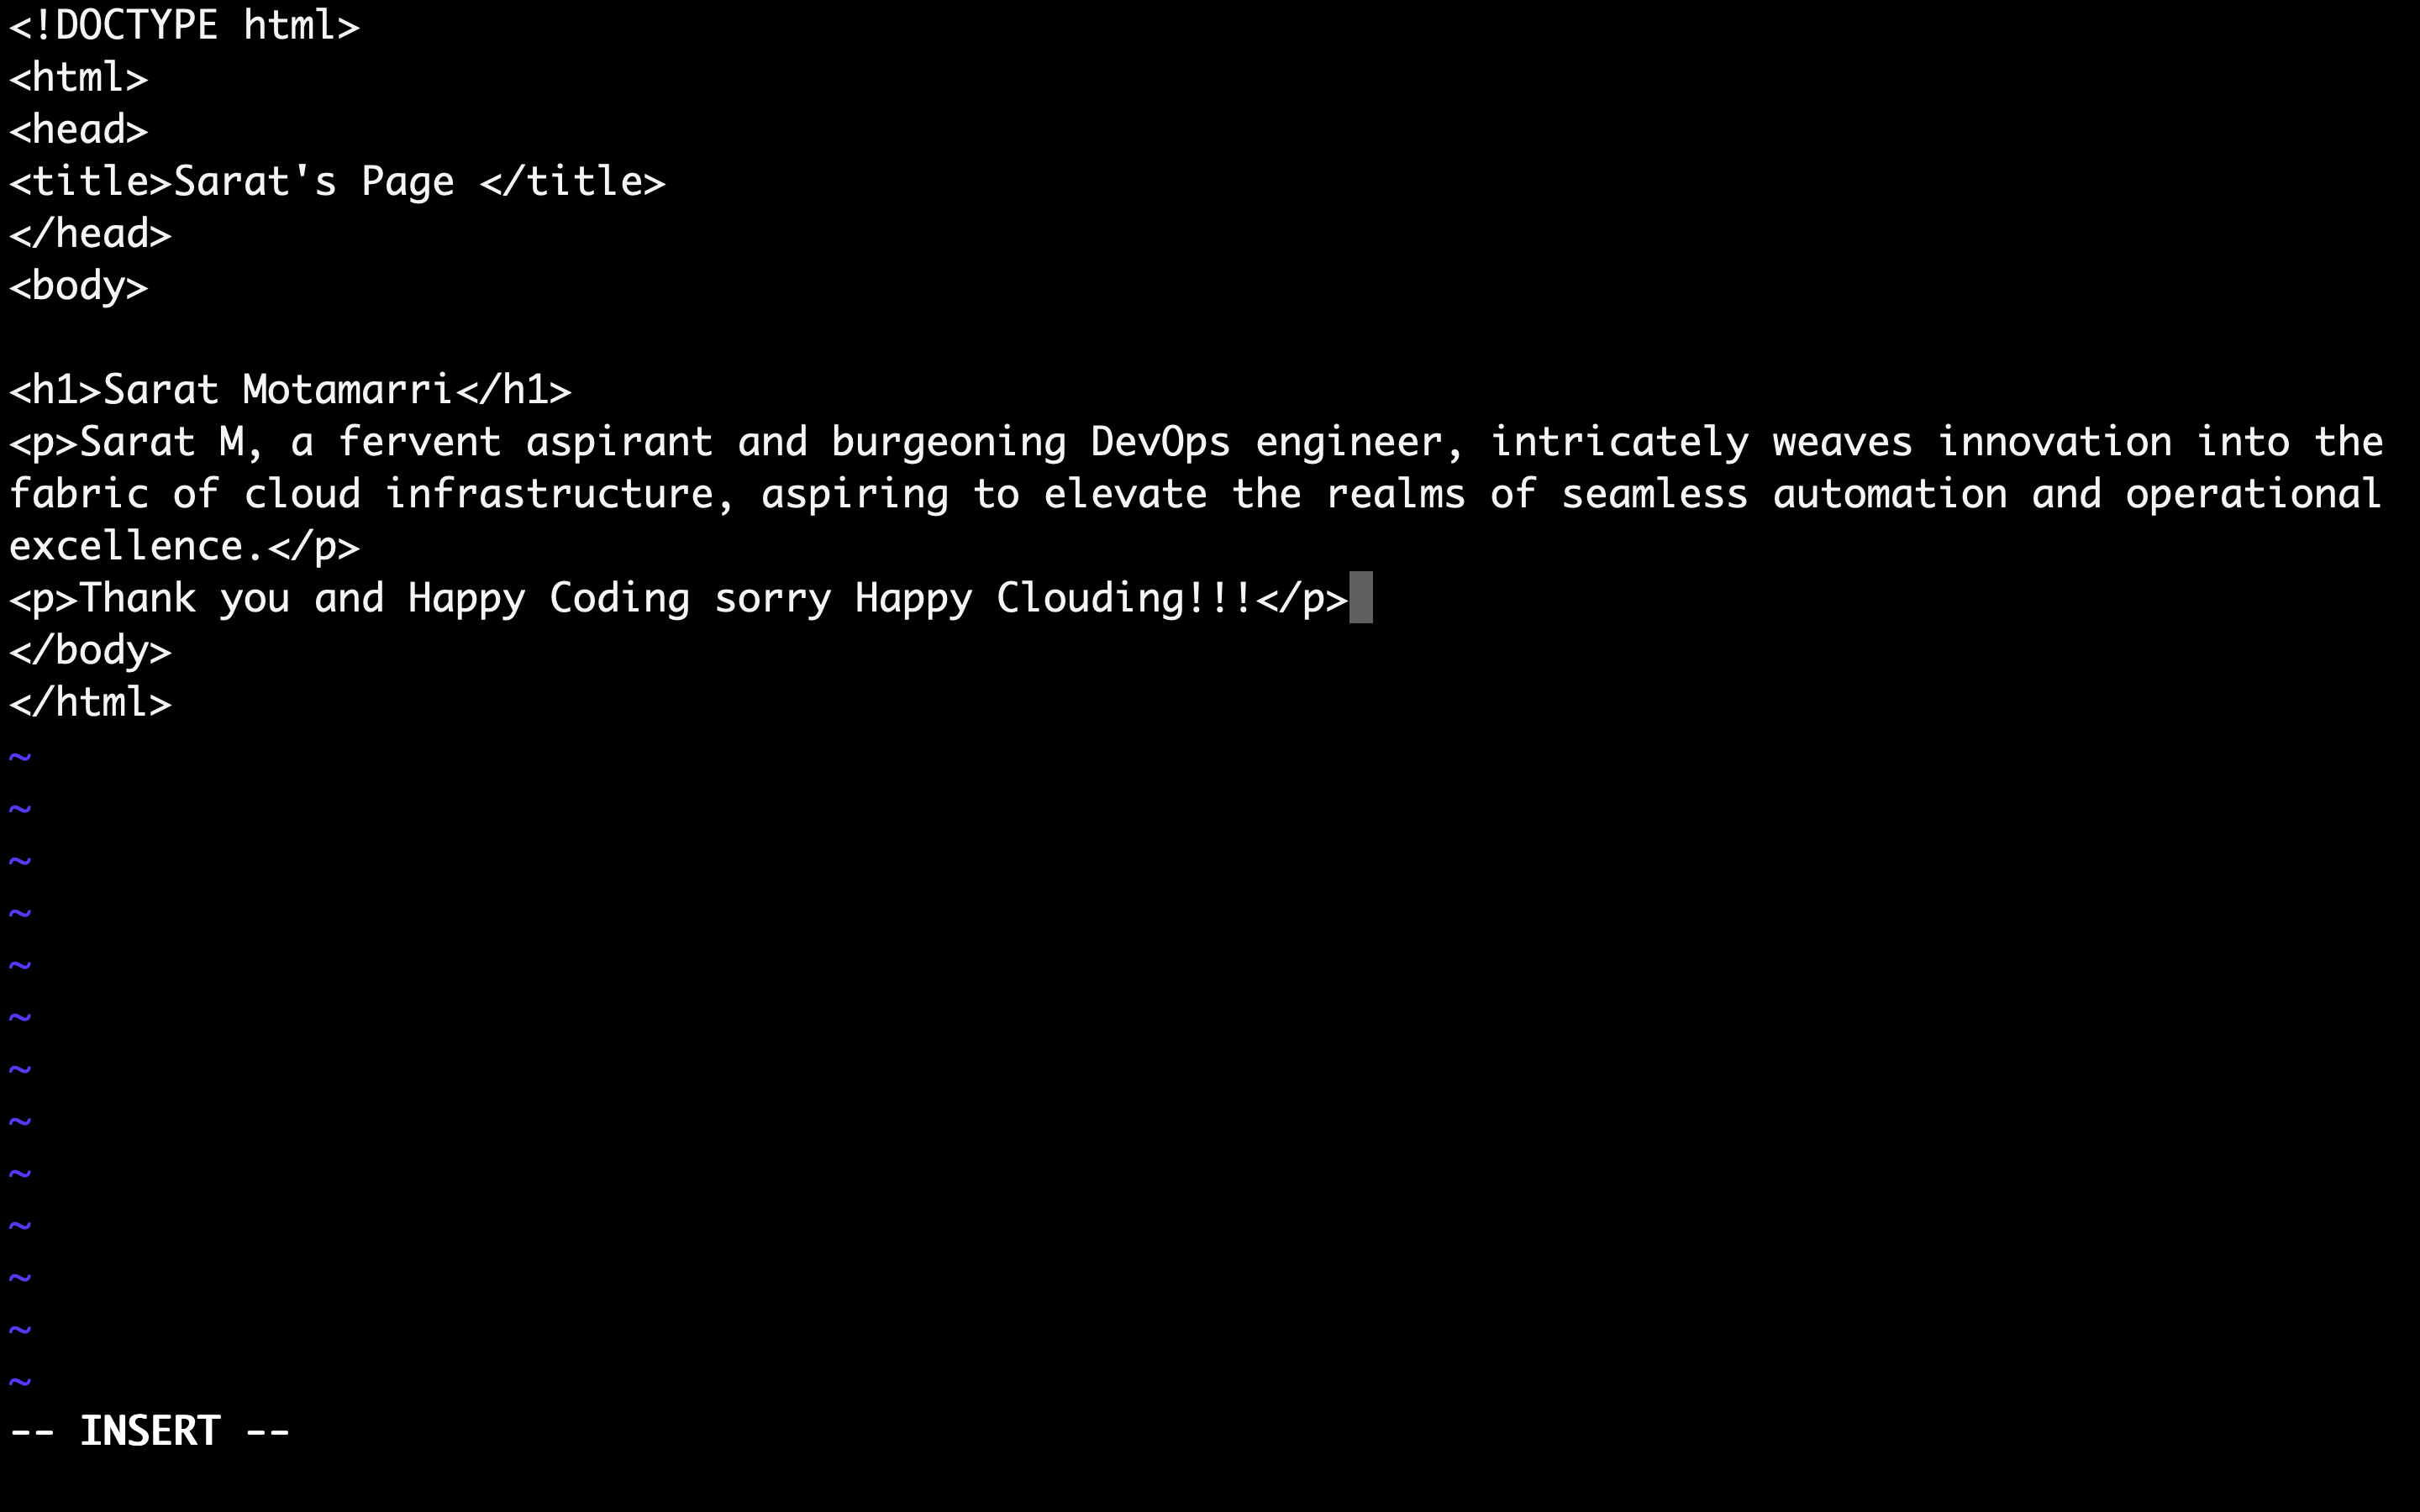 <!DOCTYPE html>
<html>
<head>
<title>Sarat's Page </title>
</head>
<body>

<h1>Sarat Motamarri</h1>
<p>Sarat M, a fervent aspirant and burgeoning DevOps engineer, intricately weaves innovation into the
fabric of cloud infrastructure, aspiring to elevate the realms of seamless automation and operational
excellence.</p>
<p>Thank you and Happy Coding sorry Happy Clouding!!!</p>
</body>
</html>
~
~
~
~
~
~
~
~
~
~
~
~
~
-- INSERT --